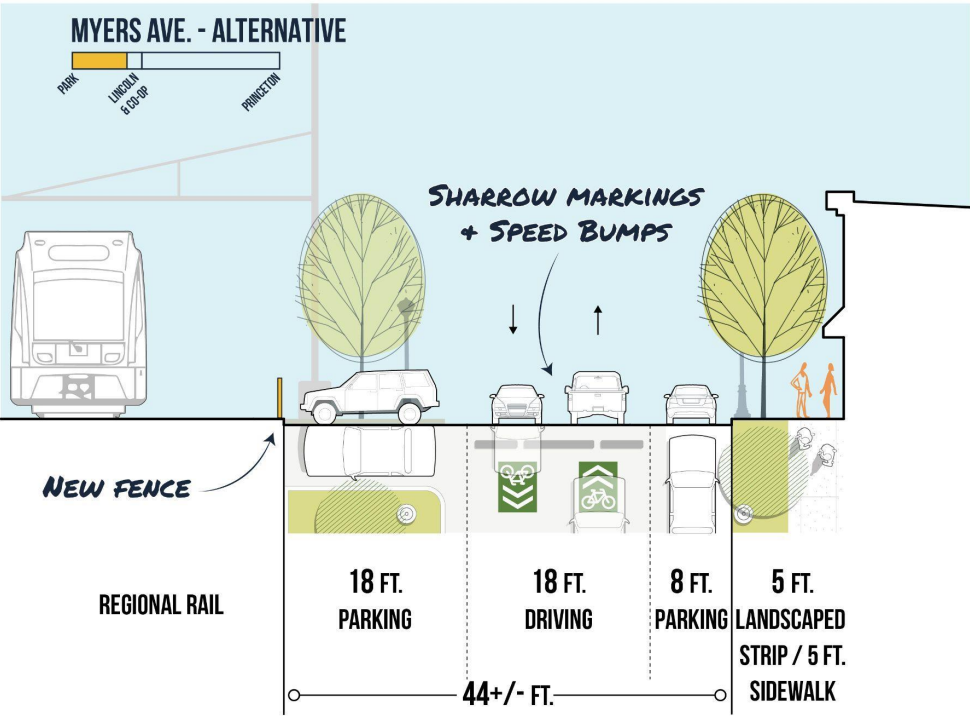 MYERS AVE. - ALTERNATIVE
PARK
LINCOLN
& CO-OP
PRINCETON
SHARROW MARKINGS
& SPEED BUMPS
NEW FENCE
REGIONAL RAIL
18 FT.
PARKING
18 FT.
DRIVING
8 FT.
PARKING
5 FT.
LANDSCAPED
STRIP / 5 FT.
SIDEWALK
44+/- FT.